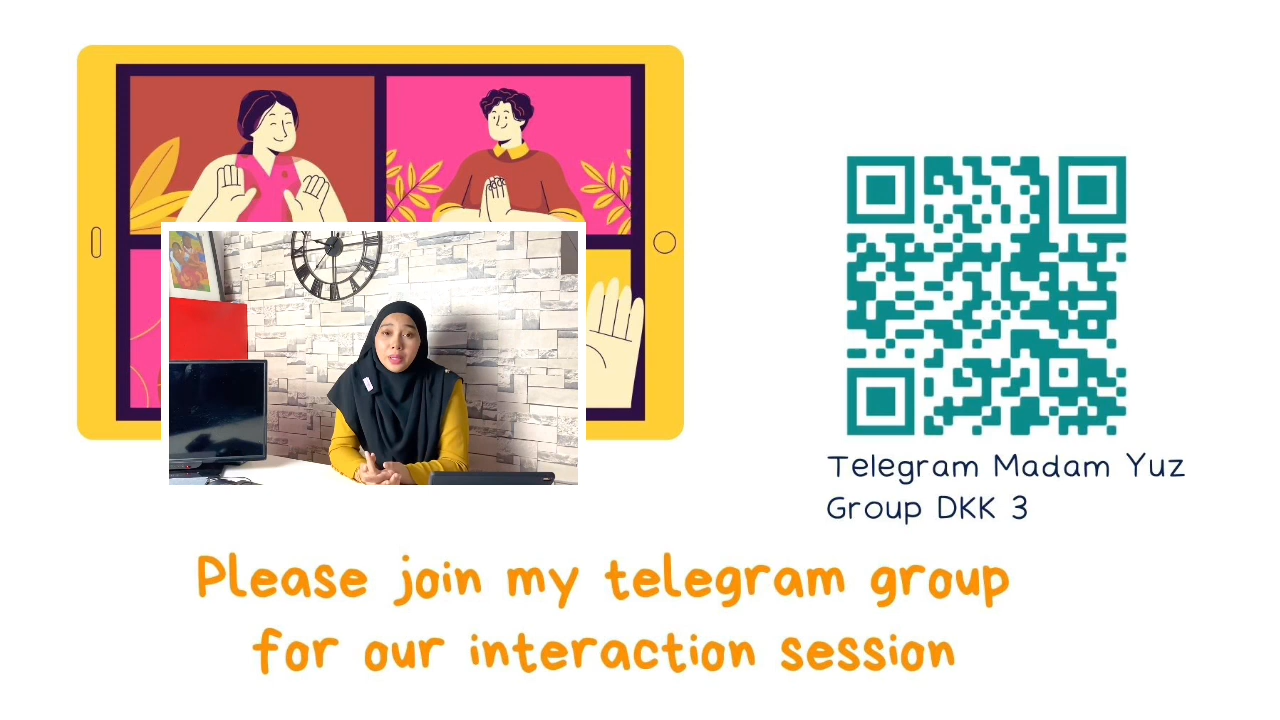 Telegram Madam Yuz
Group DKK 3
Please join my telegram group
for our interaction session